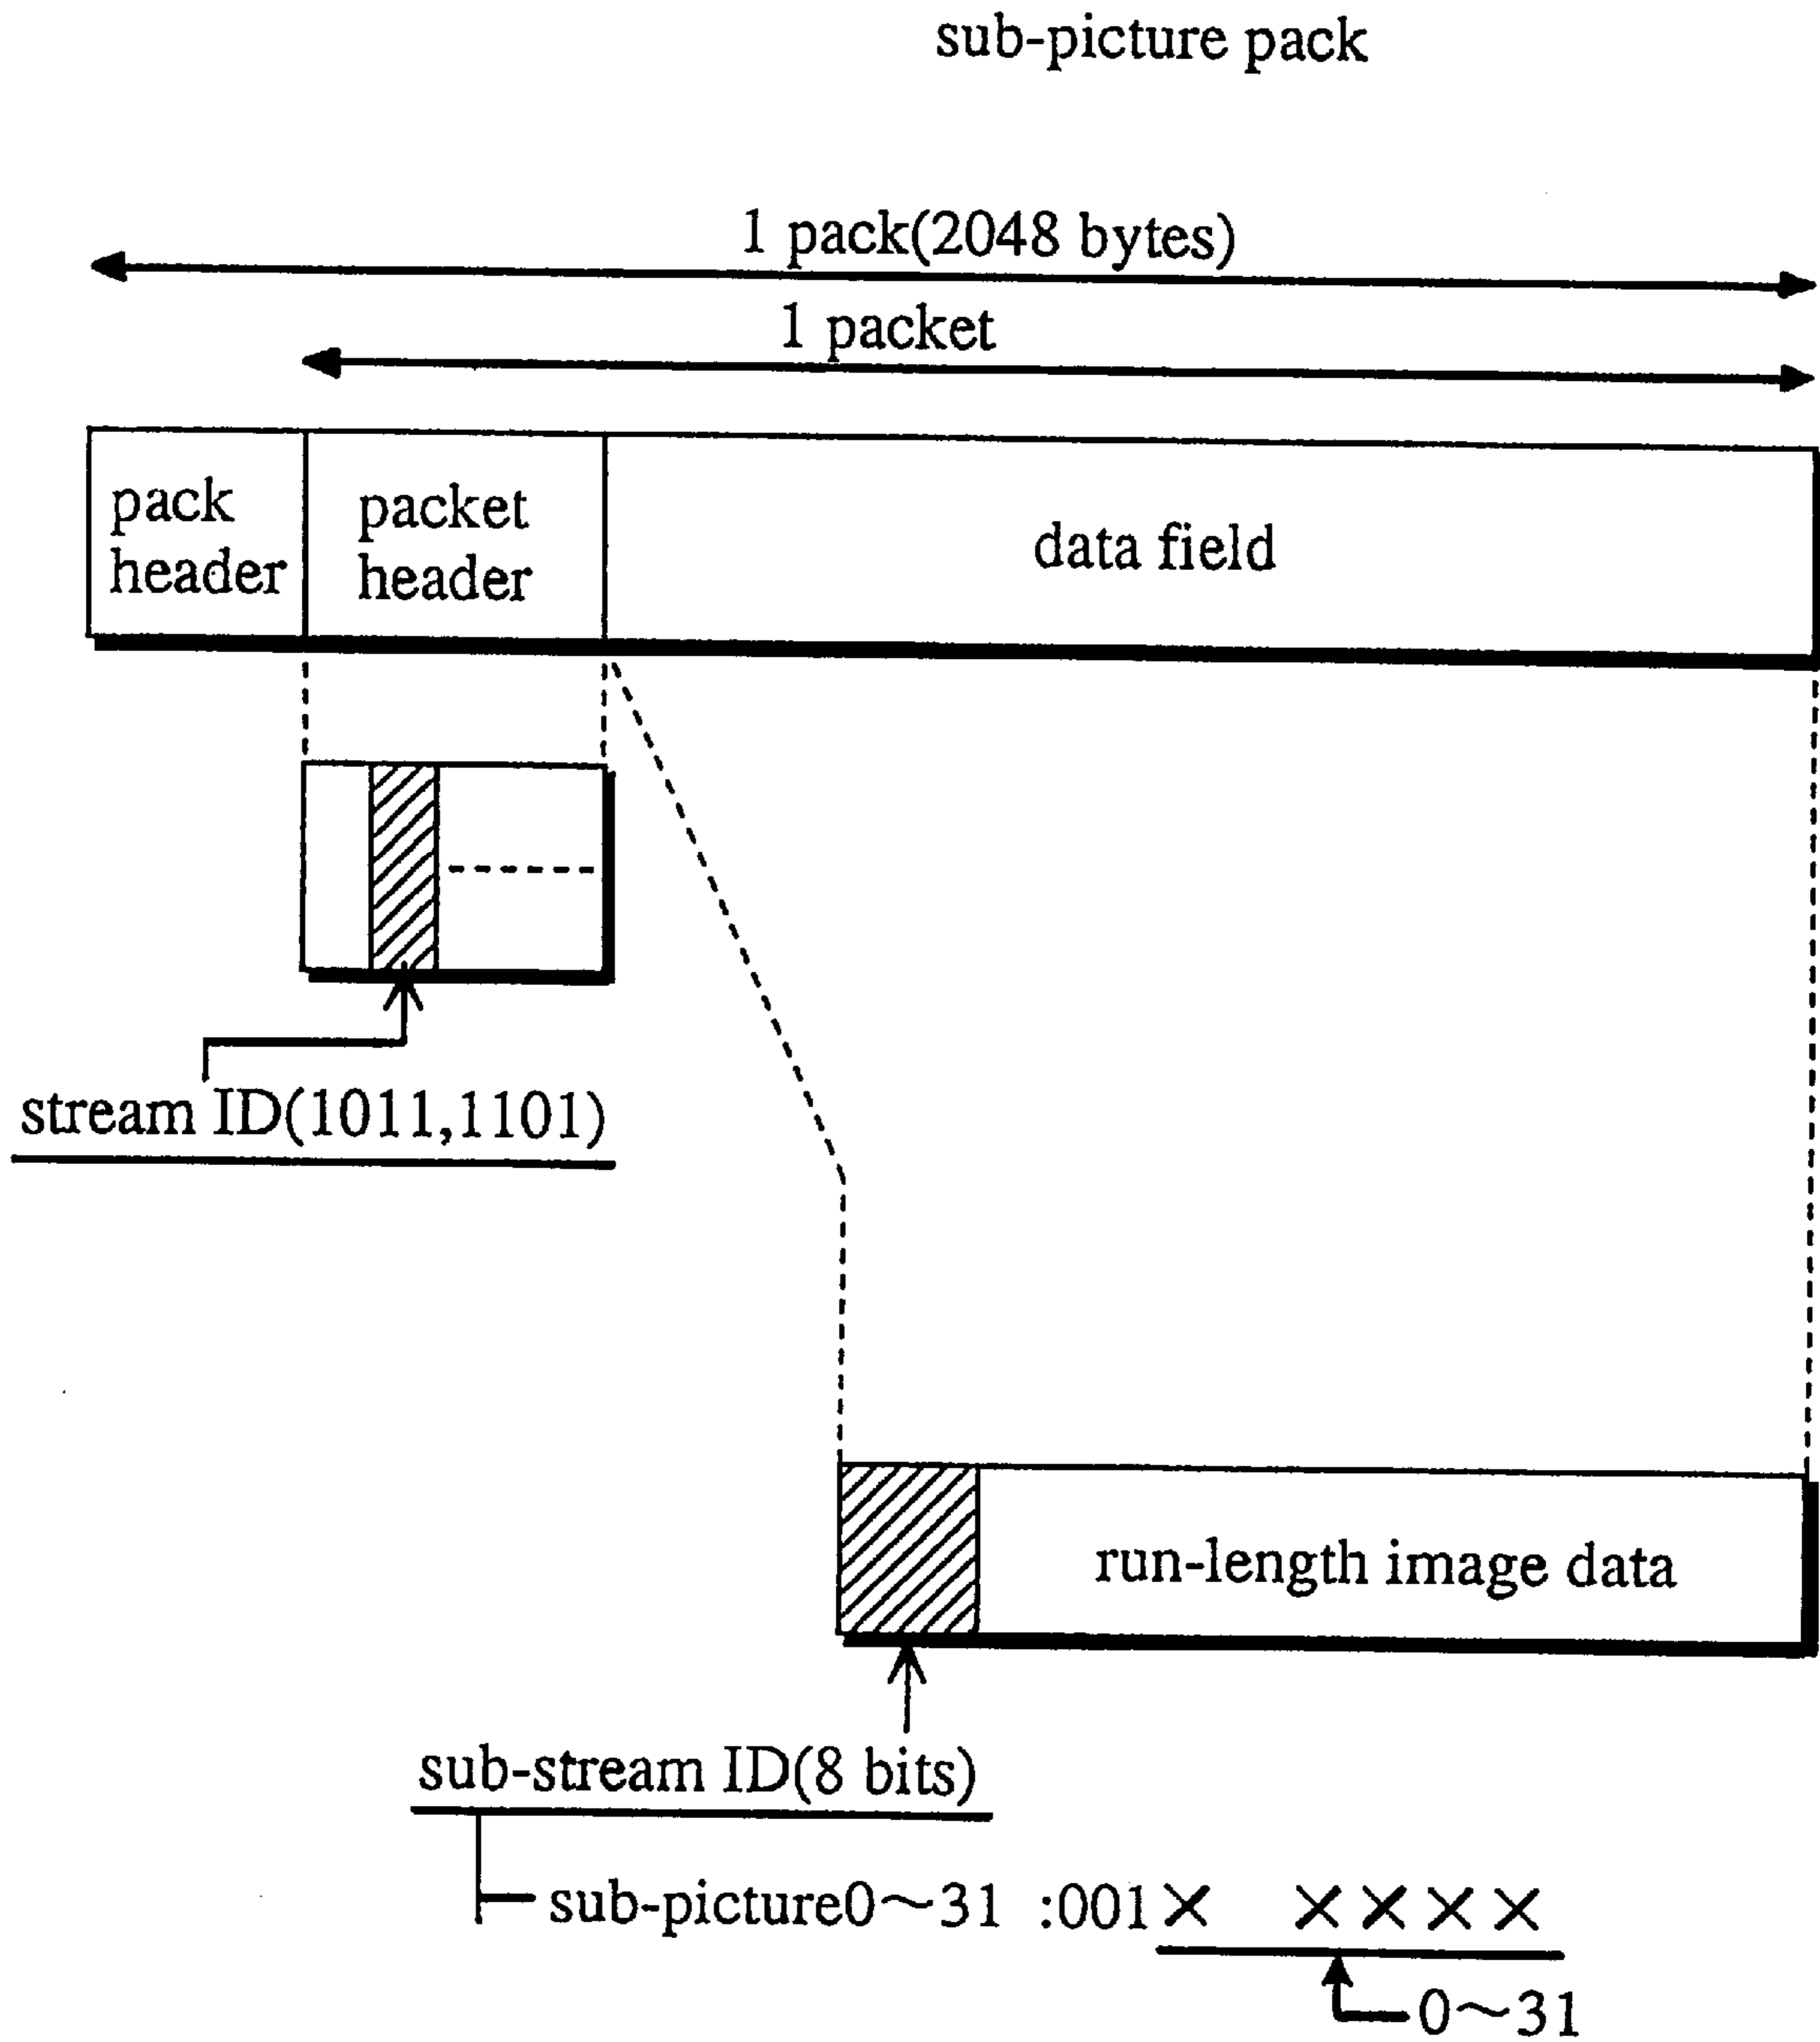 sub-picture pack
1 pack(2048 bytes)
1 packet
pack
header
packet
header
data field
stream ID(1011,1101)
run-length image data
sub-stream ID(8 bits)
sub-picture0～31 :001× ××××
0～31